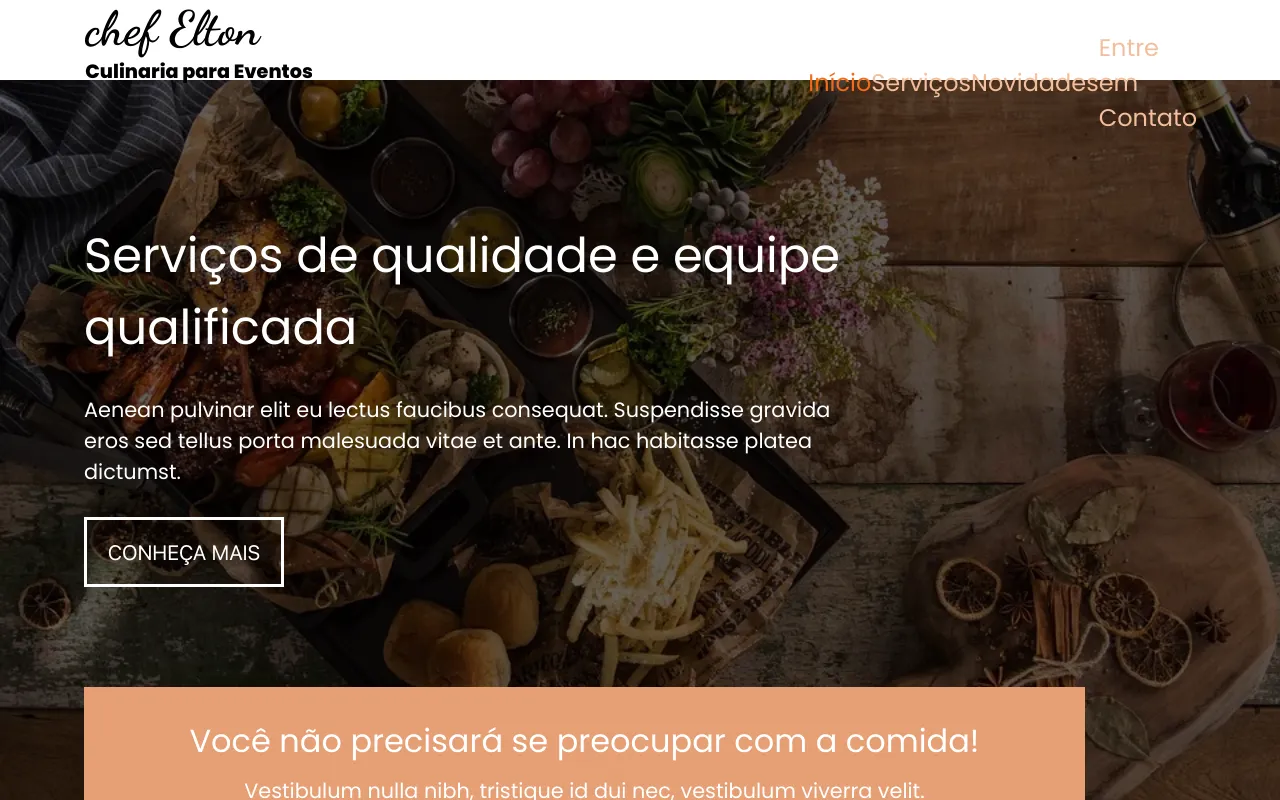 chef Elton
Culinaria para Eventos
Início Serviços Novidades Entre sem Contato
Serviços de qualidade e equipe
qualificada
Aenean pulvinar elit eu lectus faucibus consequat. Suspendisse gravida
eros sed tellus porta malesuada vitae et ante. In hac habitasse platea
dictumst.
CONHEÇA MAIS
Você não precisará se preocupar com a comida!
Vestibulum nulla nibh, tristique id dui nec, vestibulum viverra velit.